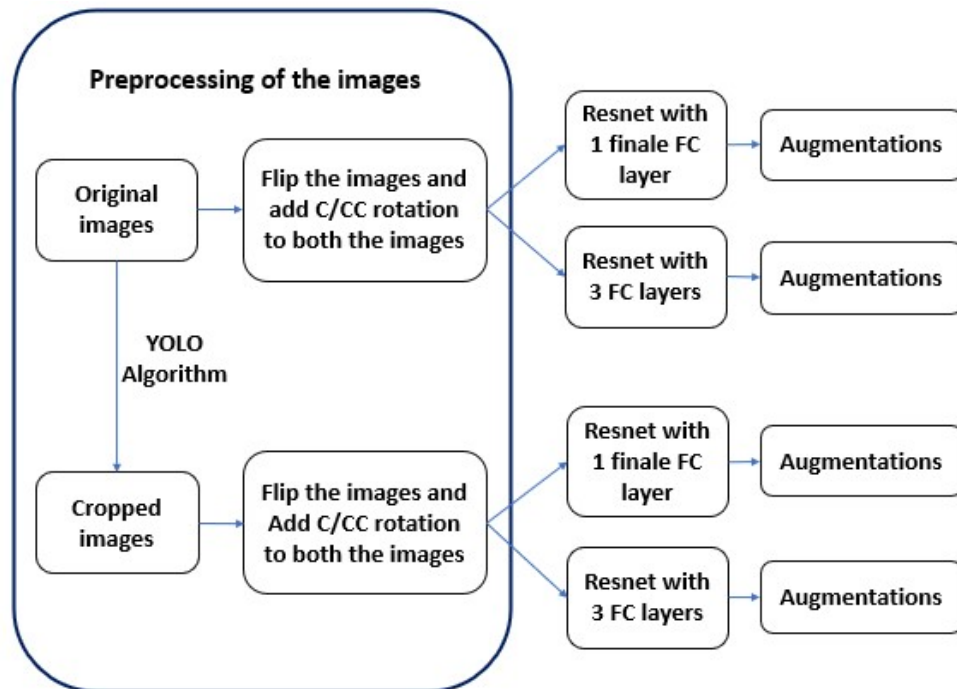 Preprocessing of the images
Original
images
Flip the images and
add C/CC rotation
to both the images
Resnet with
1 finale FC
layer
Augmentations
Resnet with
3 FC layers
Augmentations
YOLO
Algorithm
Cropped
images
Flip the images and
Add C/CC rotation
to both the images
Resnet with
1 finale FC
layer
Augmentations
Resnet with
3 FC layers
Augmentations